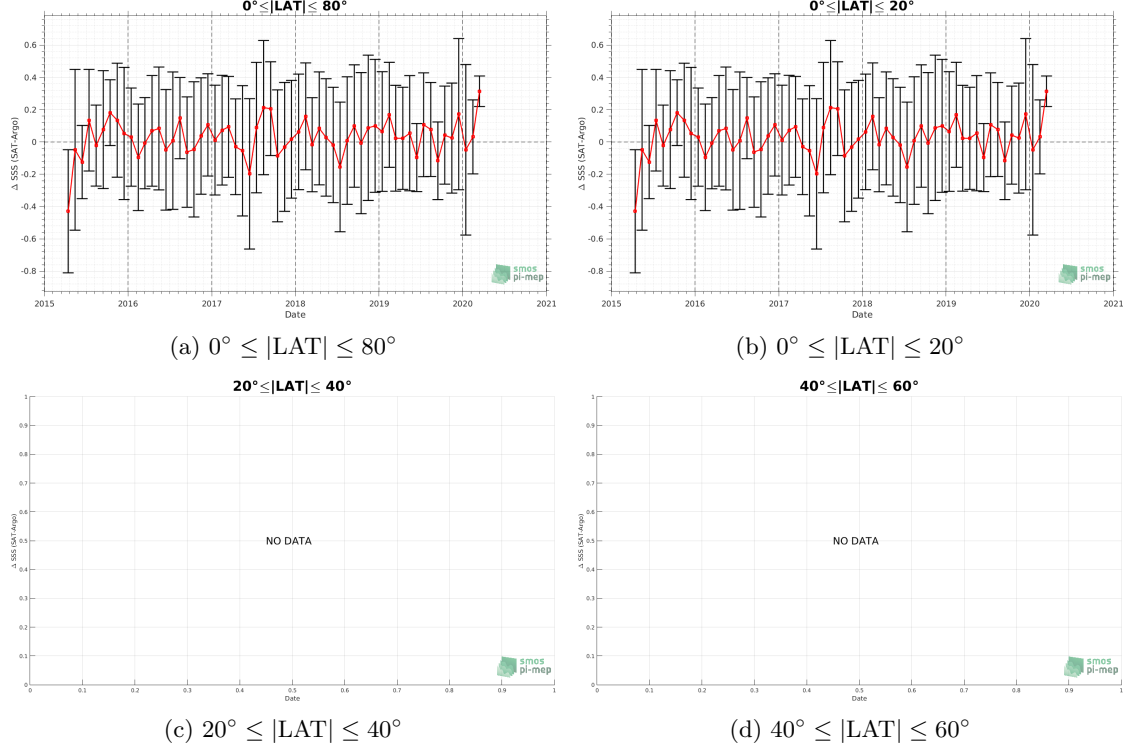 0°≤|LAT|≤ 80°
Δ SSS (SAT-Argo)
0.6
0.4
0.2
0
-0.2
-0.4
-0.6
-0.8
2015 2016 2017 2018 2019 2020 2021
Date
smos
pi-mep
(a) 0° ≤ |LAT| ≤ 80°
0°≤|LAT|≤ 20°
Δ SSS (SAT-Argo)
0.6
0.4
0.2
0
-0.2
-0.4
-0.6
-0.8
2015 2016 2017 2018 2019 2020 2021
Date
smos
pi-mep
(b) 0° ≤ |LAT| ≤ 20°
20°≤|LAT|≤ 40°
Δ SSS (SAT-Argo)
1
0.9
0.8
0.7
0.6
0.5
0.4
0.3
0.2
0.1
0
NO DATA
0 0.1 0.2 0.3 0.4 0.5 0.6 0.7 0.8 0.9 1
Date
smos
pi-mep
(c) 20° ≤ |LAT| ≤ 40°
40°≤|LAT|≤ 60°
Δ SSS (SAT-Argo)
1
0.9
0.8
0.7
0.6
0.5
0.4
0.3
0.2
0.1
0
NO DATA
0 0.1 0.2 0.3 0.4 0.5 0.6 0.7 0.8 0.9 1
Date
smos
pi-mep
(d) 40° ≤ |LAT| ≤ 60°